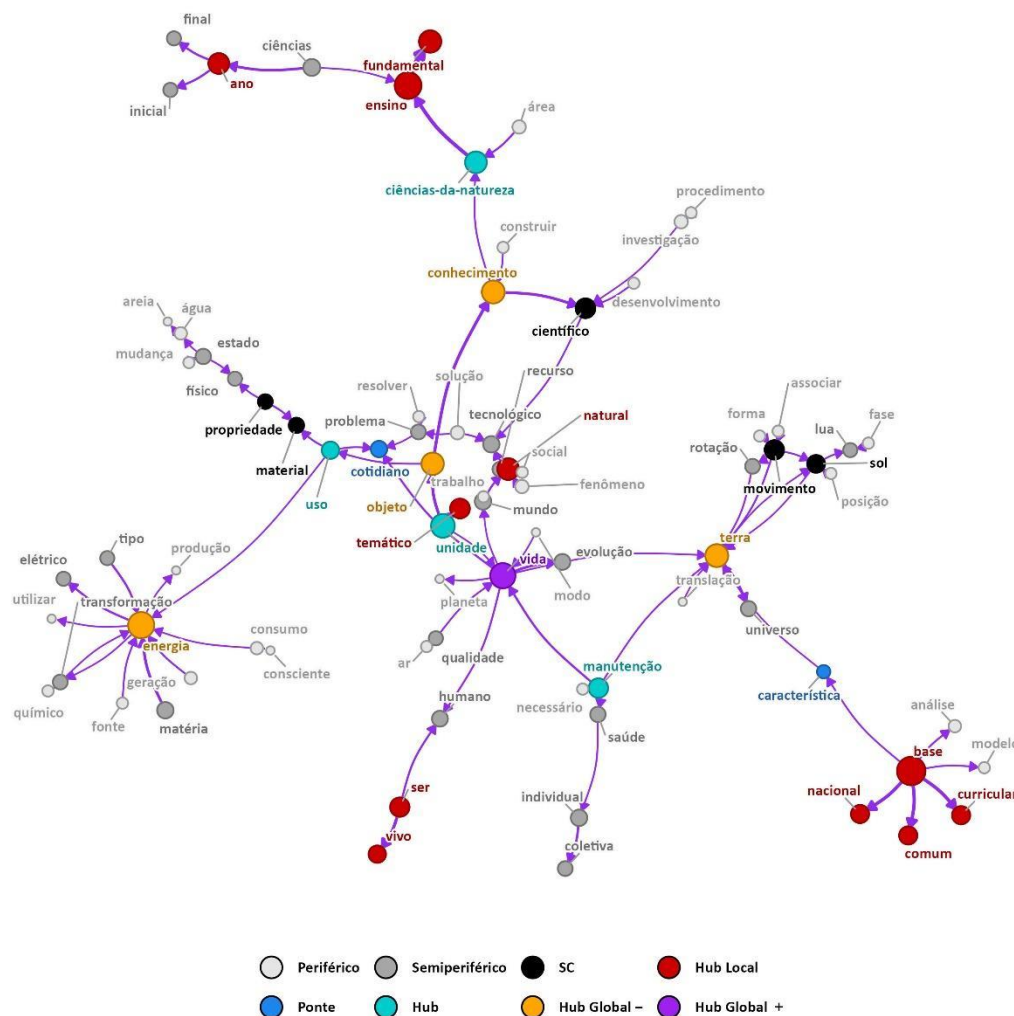 final
ciências
fundamental
ano
ensino
inicial
área
ciências-da-natureza
procedimento
construir
investigação
conhecimento
desenvolvimento
areia
água
científico
estado
mudança
solução
recurso
associar
físico
resolver
forma
fase
propriedade
problema
tecnológico
natural
lua
rotação
social
sol
material
cotidiano
trabalho
fenômeno
movimento
posição
uso
objeto
mundo
temático
unidade
terra
tipo
produção
vida
evolução
elétrico
translação
utilizar
transformação
planeta
modo
energia
consumo
universo
ar
qualidade
manutenção
geração
consciente
característica
químico
fonte
matéria
humano
necessário
saúde
análise
base
modelo
ser
individual
nacional
curricular
vivo
coletiva
comum
Periférico
Semiperiférico
SC
Hub Local
Ponte
Hub
Hub Global –
Hub Global +